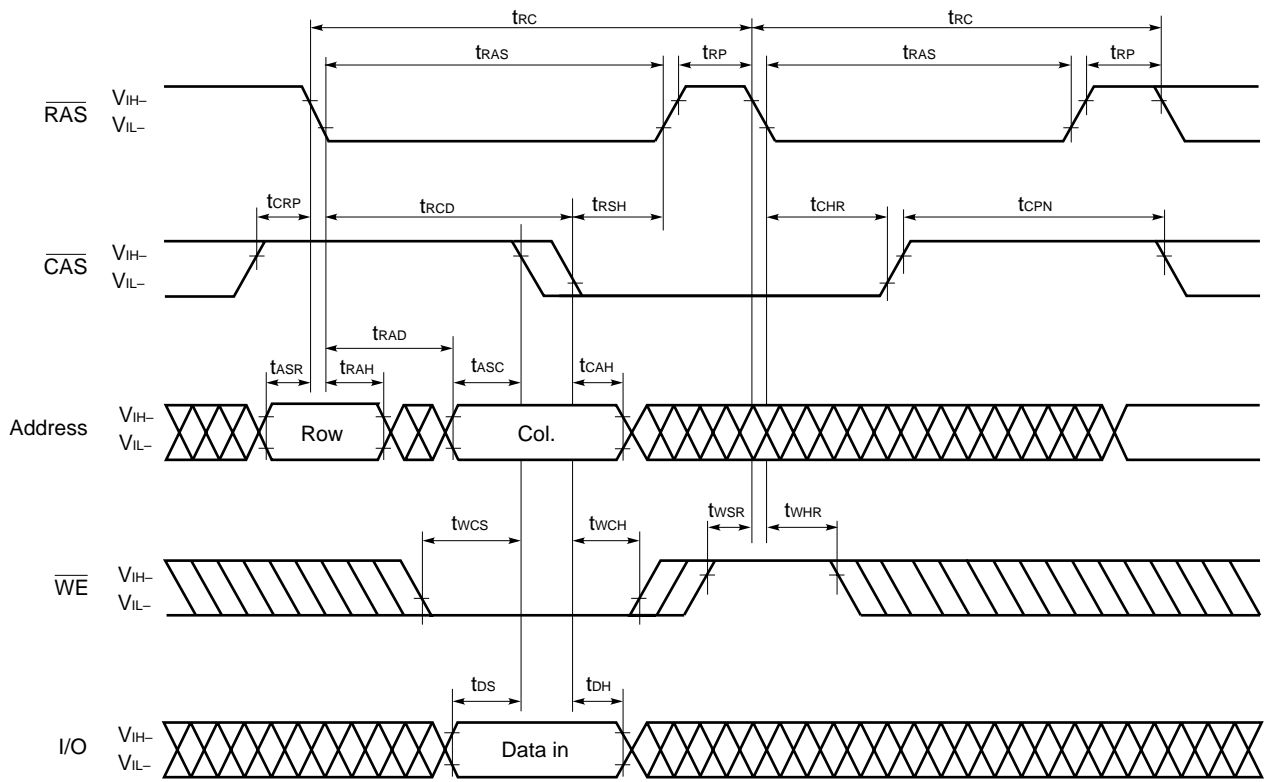 tRC tRC
tRAS tRP tRAS tRP
RAS VIH–
VIL–
tCRP tRCD tRSH tCHR tCPN
CAS VIH–
VIL–
tRAD
tASR tRAH tASC tCAH
Address VIH–
VIL–
Row Col.
tWCS tWCH tWSR tWHR
WE VIH–
VIL–
tDS tDH
I/O VIH–
VIL–
Data in